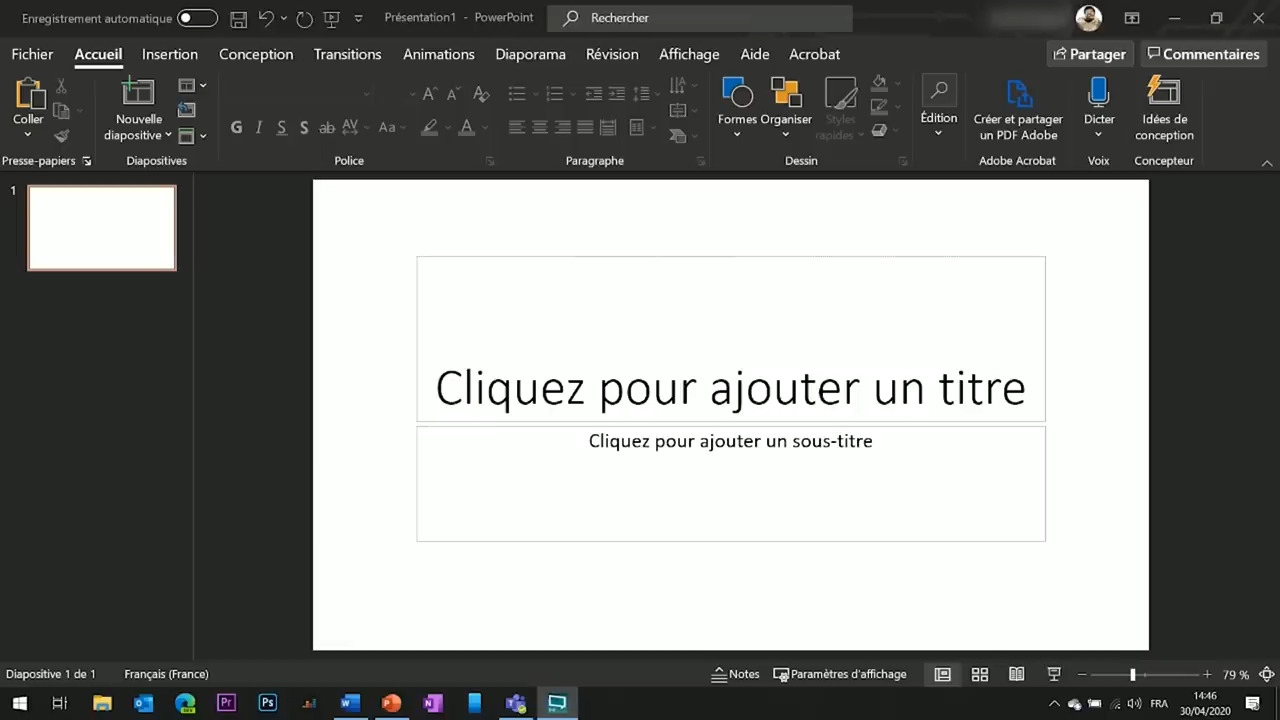 Enregistrement automatique
Présentation1 - PowerPoint
Rechercher
Fichier Accueil Insertion Conception Transitions Animations Diaporama Révision Affichage Aide Acrobat Partager Commentaires
Coller
Nouvelle
diapositive
G I S S ab AV Aa A
Formes Organiser
Styles
rapides
Édition
Créer et partager
un PDF Adobe
Dicter
Idées de
conception
Presse-papiers Diapositives Police Paragraphe Dessin Adobe Acrobat Voix Concepteur
1
Cliquez pour ajouter un titre
Cliquez pour ajouter un sous-titre
Diapositive 1 de 1 Français (France) Notes Paramètres d'affichage 79 %
FRA
14:46
30/04/2020